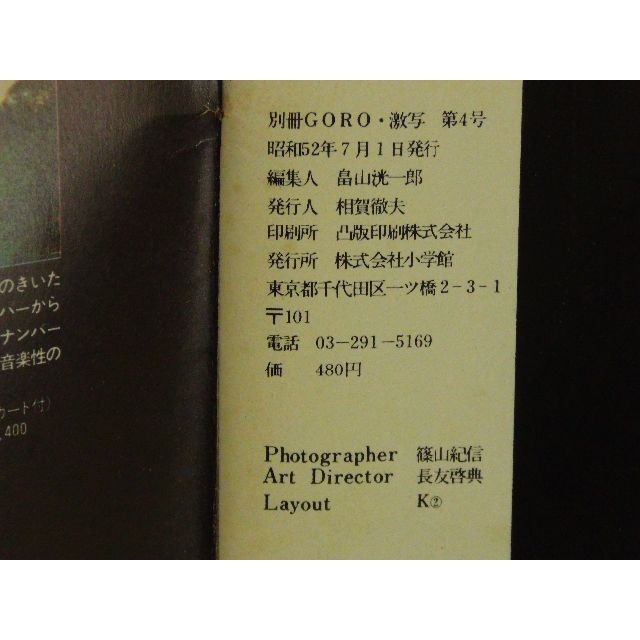 のきいた
バーから
ナンバー
音楽性の
カード付)
,400
別冊GORO・激写 第4号
昭和52年7月1日発行
編集人 畠山洸一郎
発行人 相賀徹夫
印刷所 凸版印刷株式会社
発行所 株式会社小学館
東京都千代田区一ツ橋2-3-1
〒101
電話 03-291-5169
価 480円
Photographer 篠山紀信
Art Director 長友啓典
Layout K②